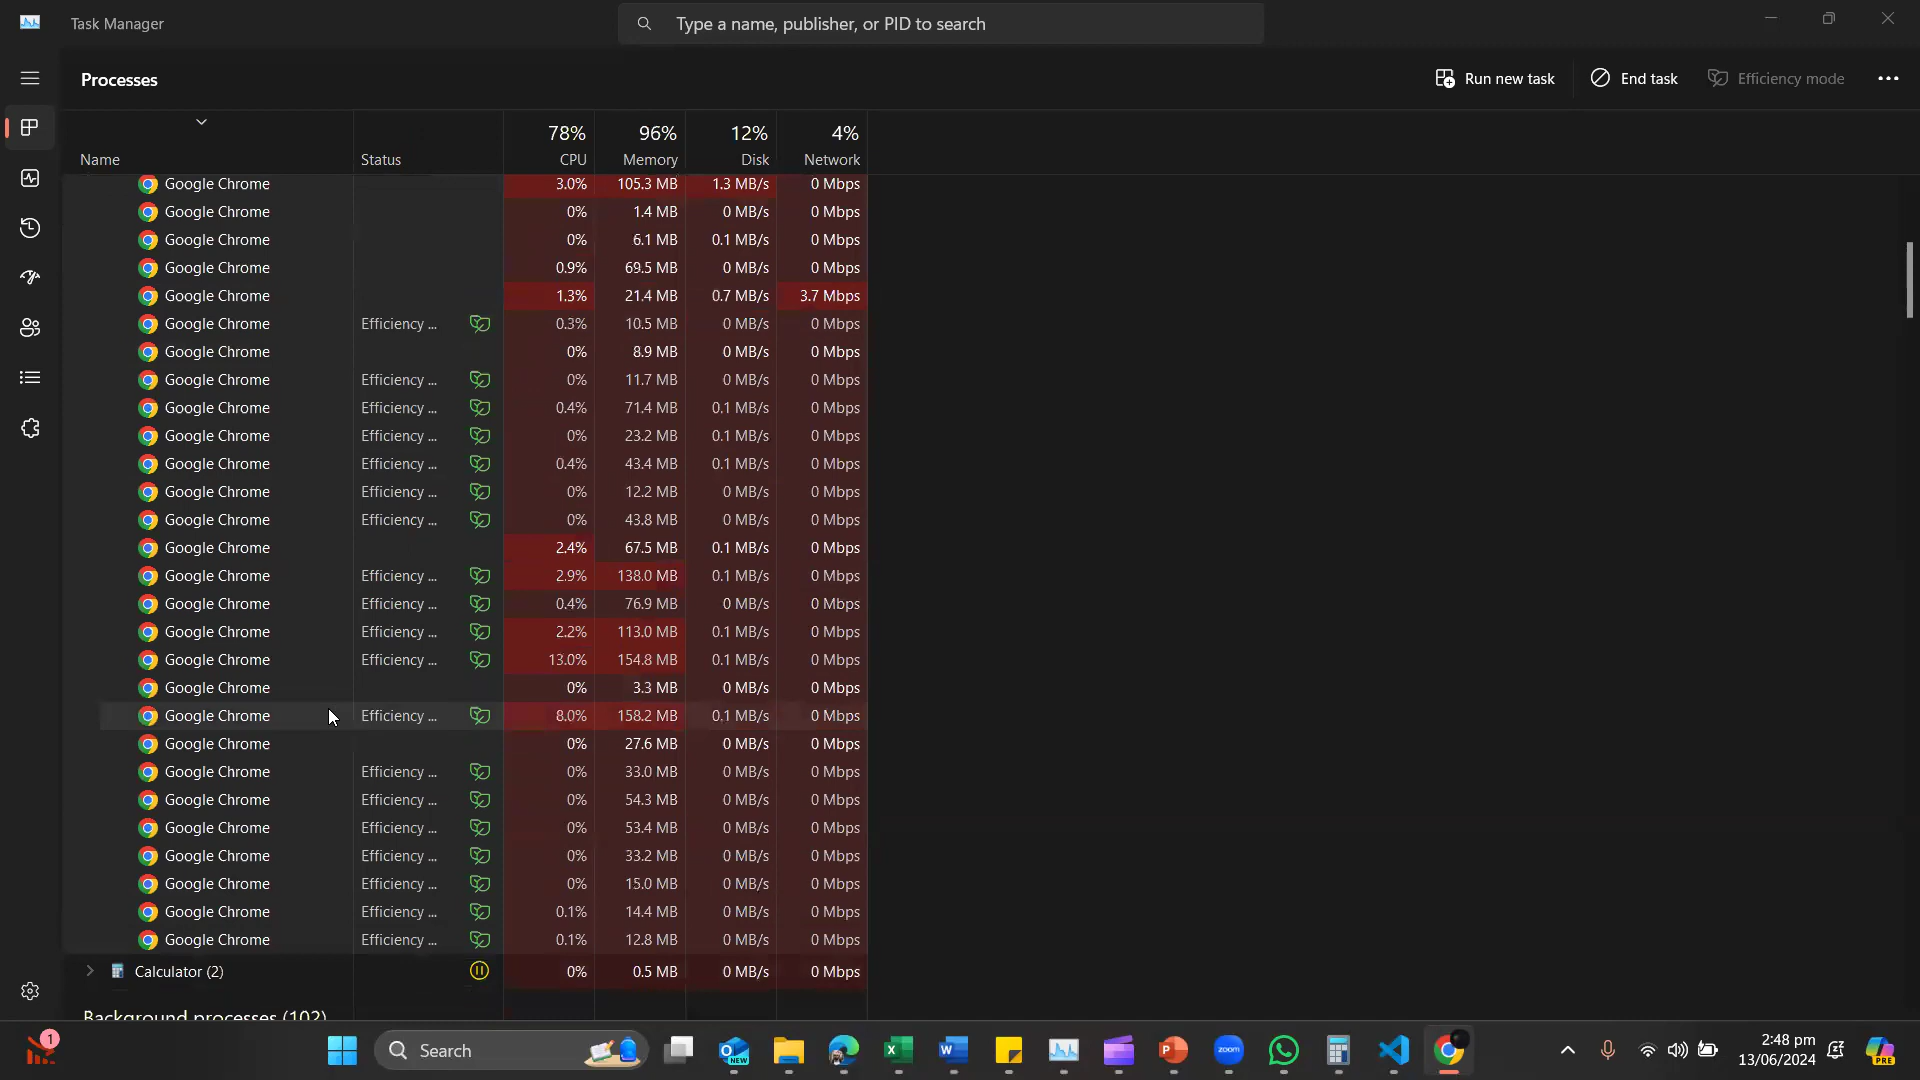 Task Manager
Type a name, publisher, or PID to search
Processes
Run new task
End task
Efficiency mode
78% 96% 12% 4%
Name Status CPU Memory Disk Network
Google Chrome 3.0% 105.3 MB 1.3 MB/s 0 Mbps
Google Chrome 0% 1.4 MB 0 MB/s 0 Mbps
Google Chrome 0% 6.1 MB 0.1 MB/s 0 Mbps
Google Chrome 0.9% 69.5 MB 0 MB/s 0 Mbps
Google Chrome 1.3% 21.4 MB 0.7 MB/s 3.7 Mbps
Google Chrome Efficiency ... 0.3% 10.5 MB 0 MB/s 0 Mbps
Google Chrome 0% 8.9 MB 0 MB/s 0 Mbps
Google Chrome Efficiency ... 0% 11.7 MB 0 MB/s 0 Mbps
Google Chrome Efficiency ... 0.4% 71.4 MB 0.1 MB/s 0 Mbps
Google Chrome Efficiency ... 0% 23.2 MB 0.1 MB/s 0 Mbps
Google Chrome Efficiency ... 0.4% 43.4 MB 0.1 MB/s 0 Mbps
Google Chrome Efficiency ... 0% 12.2 MB 0 MB/s 0 Mbps
Google Chrome Efficiency ... 0% 43.8 MB 0 MB/s 0 Mbps
Google Chrome 2.4% 67.5 MB 0.1 MB/s 0 Mbps
Google Chrome Efficiency ... 2.9% 138.0 MB 0.1 MB/s 0 Mbps
Google Chrome Efficiency ... 0.4% 76.9 MB 0 MB/s 0 Mbps
Google Chrome Efficiency ... 2.2% 113.0 MB 0.1 MB/s 0 Mbps
Google Chrome Efficiency ... 13.0% 154.8 MB 0.1 MB/s 0 Mbps
Google Chrome 0% 3.3 MB 0 MB/s 0 Mbps
Google Chrome Efficiency ... 8.0% 158.2 MB 0.1 MB/s 0 Mbps
Google Chrome 0% 27.6 MB 0 MB/s 0 Mbps
Google Chrome Efficiency ... 0% 33.0 MB 0 MB/s 0 Mbps
Google Chrome Efficiency ... 0% 54.3 MB 0 MB/s 0 Mbps
Google Chrome Efficiency ... 0% 53.4 MB 0 MB/s 0 Mbps
Google Chrome Efficiency ... 0% 33.2 MB 0 MB/s 0 Mbps
Google Chrome Efficiency ... 0% 15.0 MB 0 MB/s 0 Mbps
Google Chrome Efficiency ... 0.1% 14.4 MB 0 MB/s 0 Mbps
Google Chrome Efficiency ... 0.1% 12.8 MB 0 MB/s 0 Mbps
Calculator (2) 0% 0.5 MB 0 MB/s 0 Mbps
Background processes (102)
1
Search
NEW
zoom
2:48 pm
13/06/2024
PRE